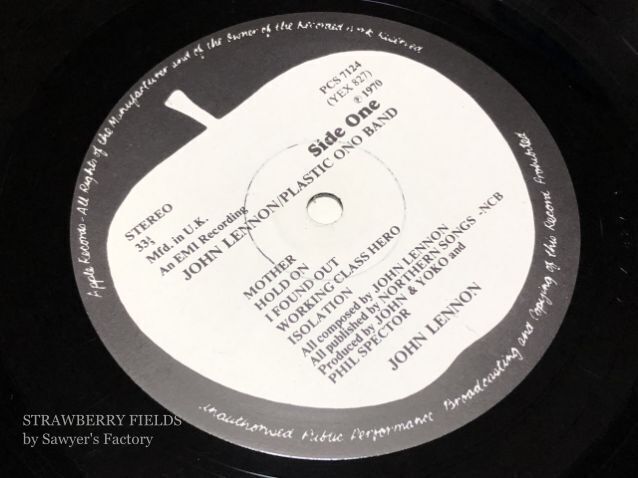 Apple Records - All Rights of the Manufacturer and of the Owner of the Recorded Work Reserved
PCS 7124
(YEX 827)
℗ 1970
Side One
STEREO
33⅓
Mfd. in U.K.
An EMI Recording
JOHN LENNON/PLASTIC ONO BAND
MOTHER
HOLD ON
I FOUND OUT
WORKING CLASS HERO
ISOLATION
All composed by JOHN LENNON
All published by NORTHERN SONGS -NCB
Produced by JOHN & YOKO and
PHIL SPECTOR
JOHN LENNON
Unauthorised Public Performance Broadcasting and Copying of this Record Prohibited
STRAWBERRY FIELDS
by Sawyer's Factory